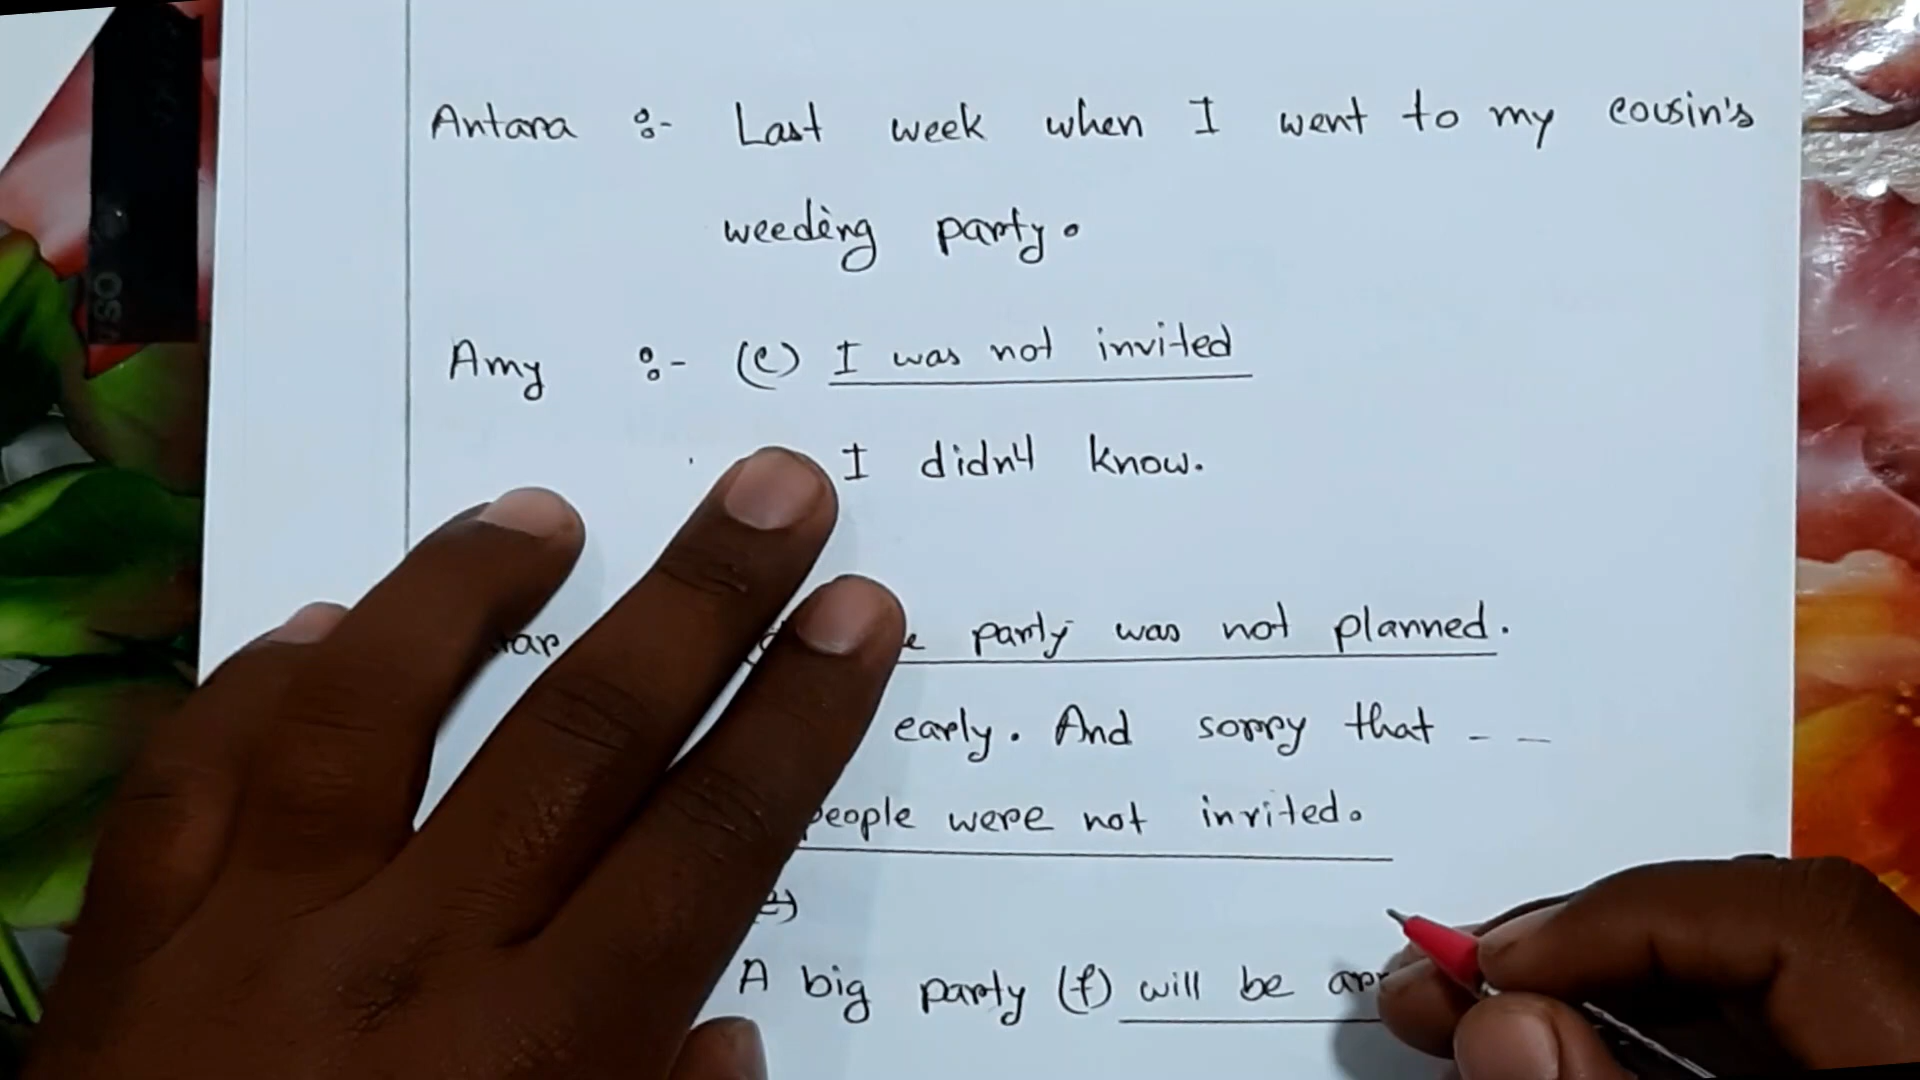 Antara :- Last week when I went to my cousin's
weeding party.
Amy :- (c) I was not invited
I didn't know.
party was not planned.
early. And sorry that - -
people were not invited.
(e)
A big party (f) will be